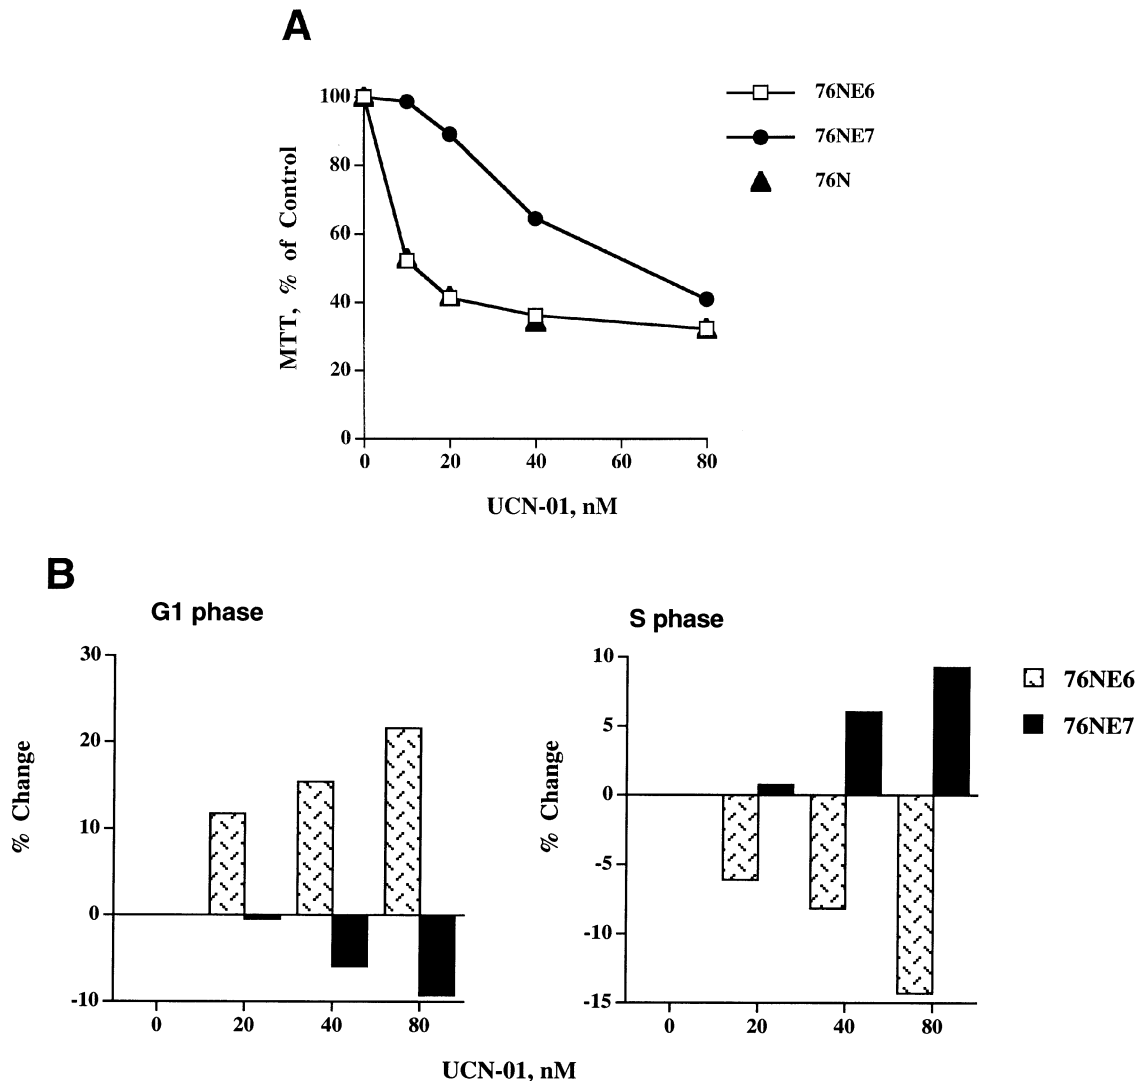 A
100
80
60
40
20
0
MTT, % of Control
0 20 40 60 80
UCN-01, nM
76NE6
76NE7
76N
B
G1 phase
30
20
10
0
-10
% Change
0 20 40 80
S phase
10
5
0
-5
-10
-15
% Change
0 20 40 80
76NE6
76NE7
UCN-01, nM